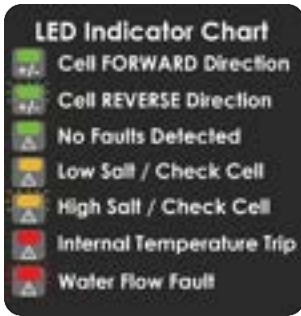 LED Indicator Chart
+/- Cell FORWARD Direction
+/- Cell REVERSE Direction
No Faults Detected
Low Salt / Check Cell
High Salt / Check Cell
Internal Temperature Trip
Water Flow Fault